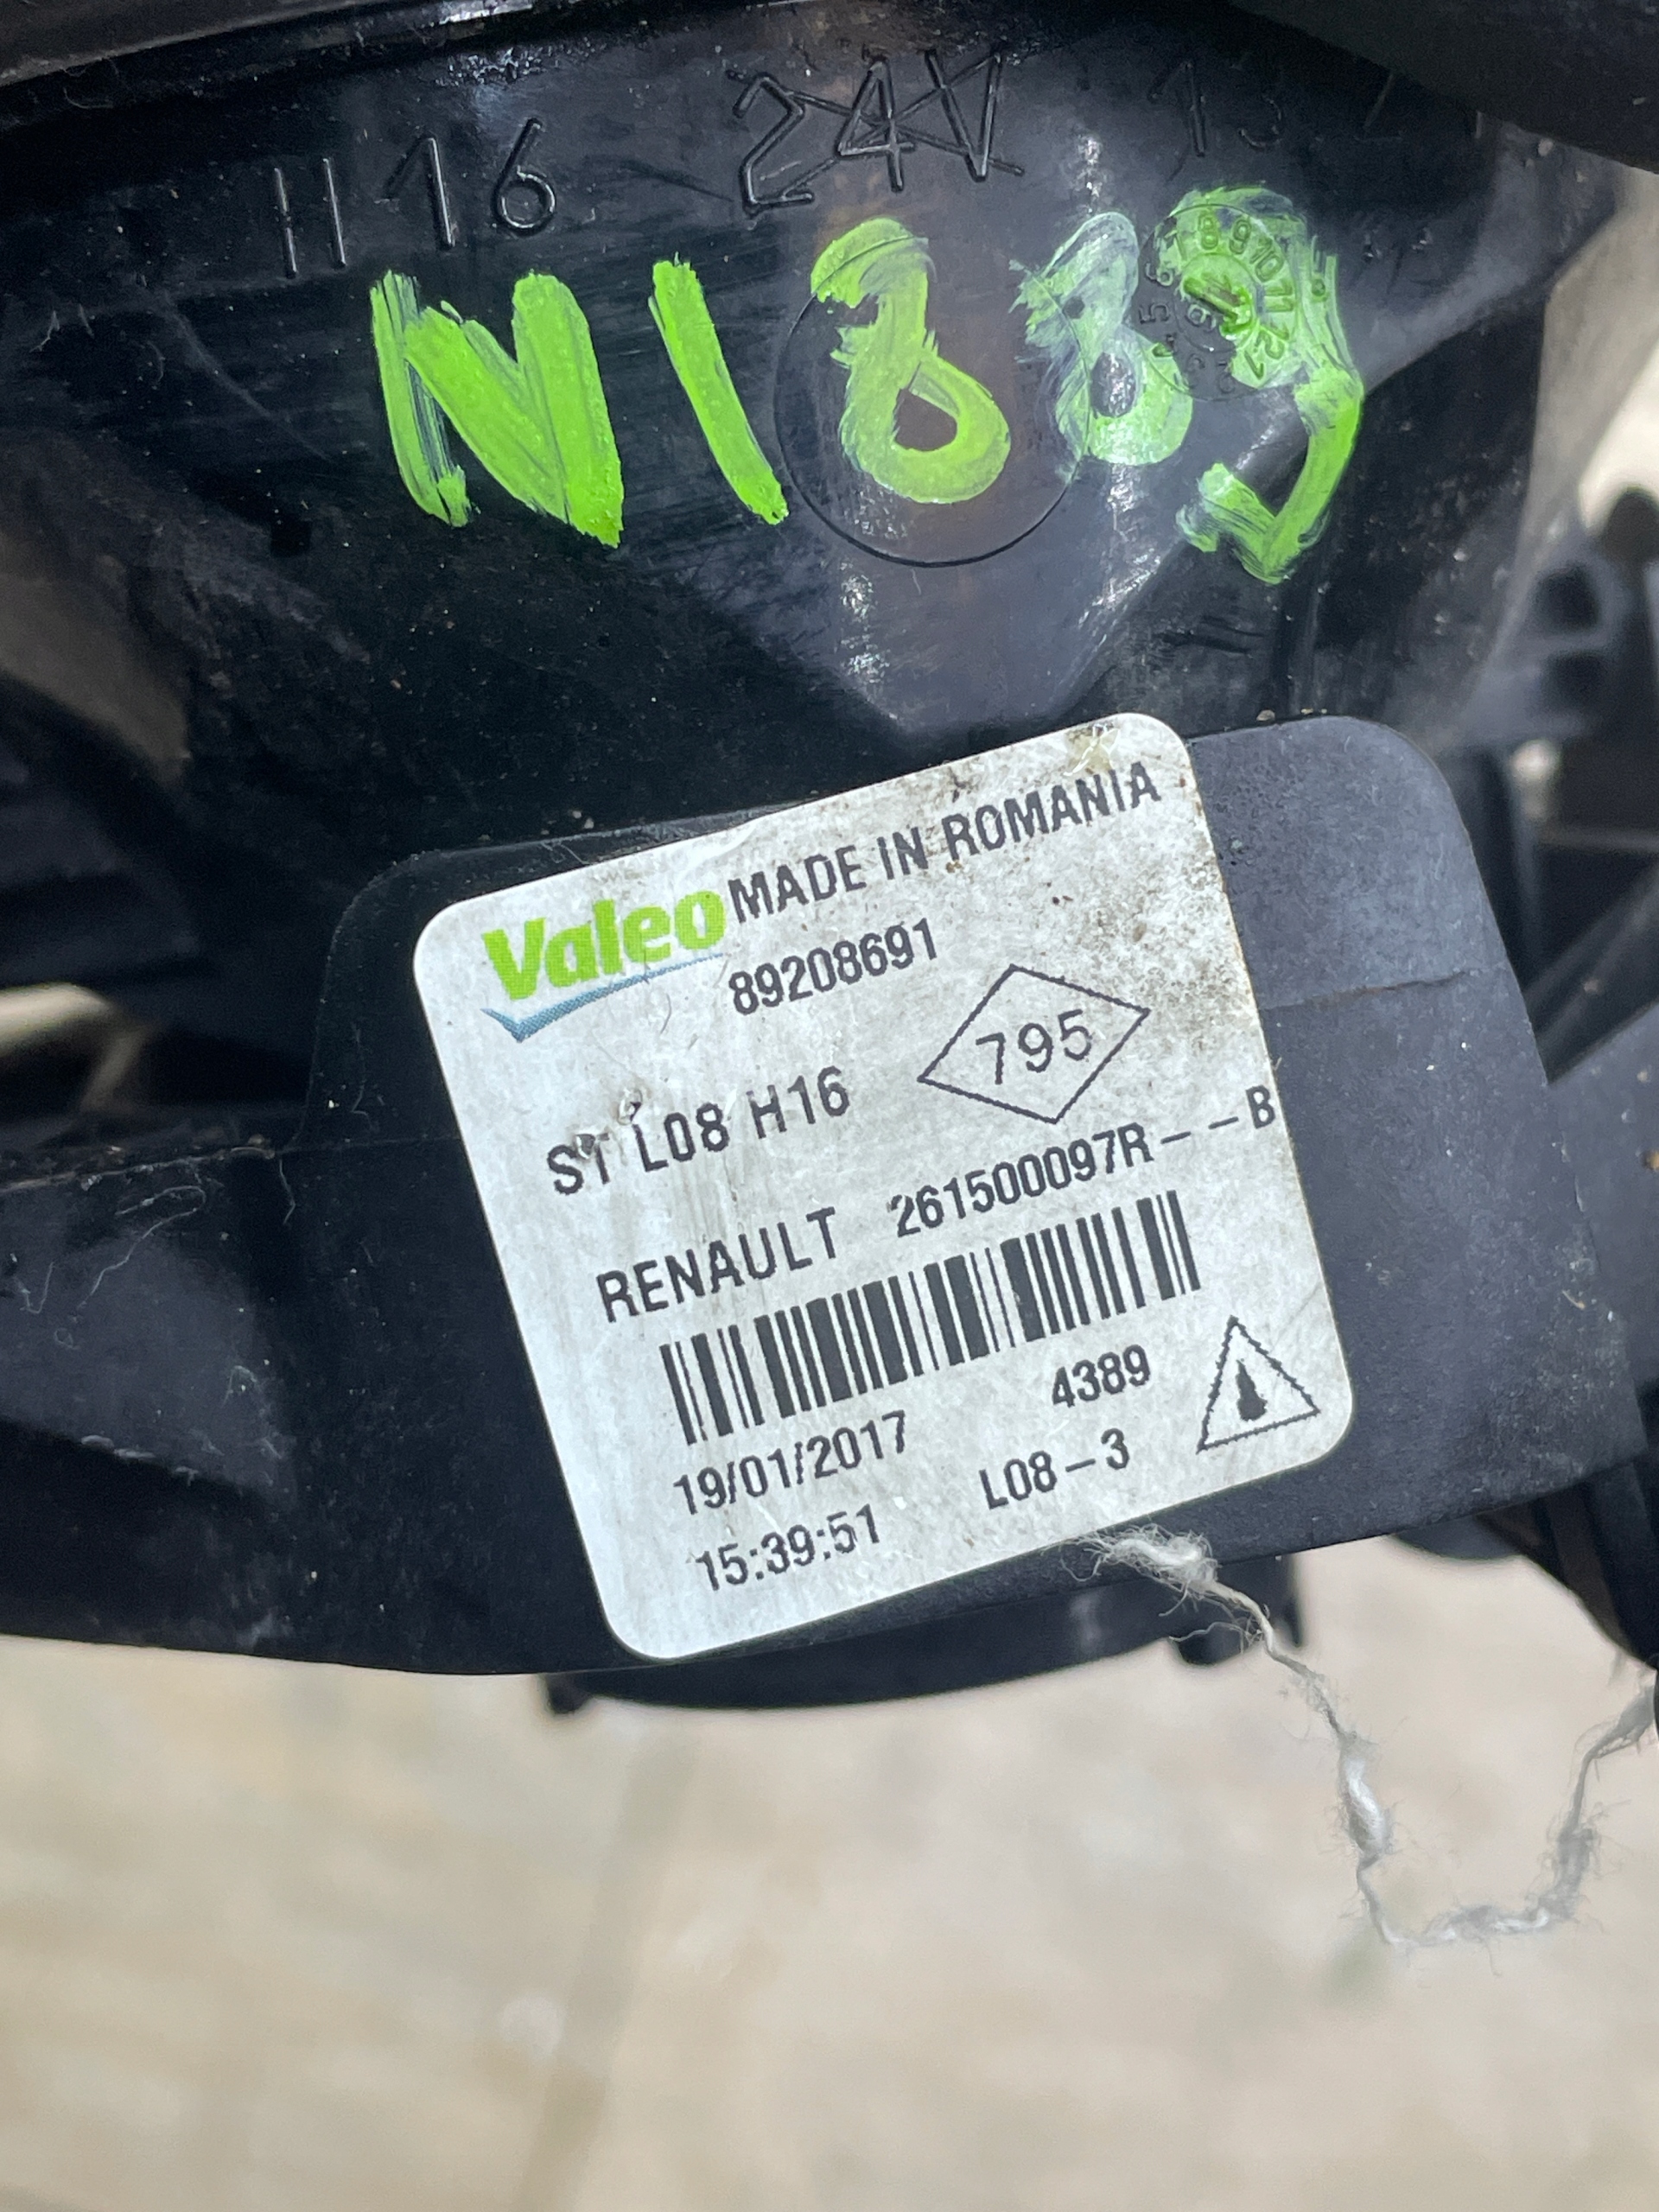 H16 24V
N1889
Valeo MADE IN ROMANIA
89208691
ST L08 H16 795
RENAULT 261500097R--B
4389
19/01/2017 L08-3
15:39:51